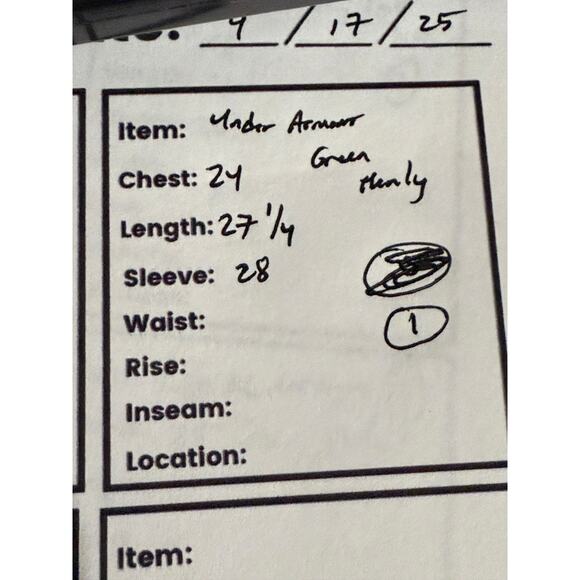 4/17/25
Item: Under Armour
Green
Henly
Chest: 24
Length: 27 1/4
Sleeve: 28
Waist:
1
Rise:
Inseam:
Location:
Item: